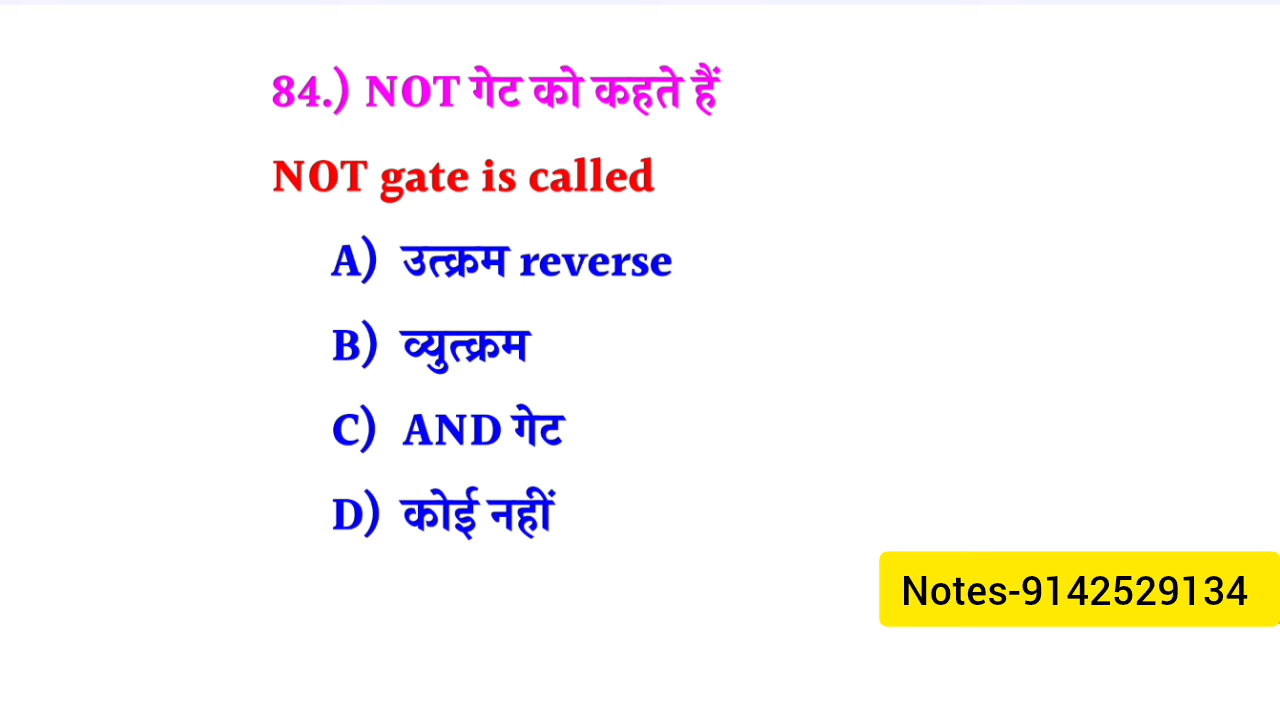 84.) NOT गेट को कहते हैं
NOT gate is called
A) उत्क्रम reverse
B) व्युत्क्रम
C) AND गेट
D) कोई नहीं
Notes-9142529134